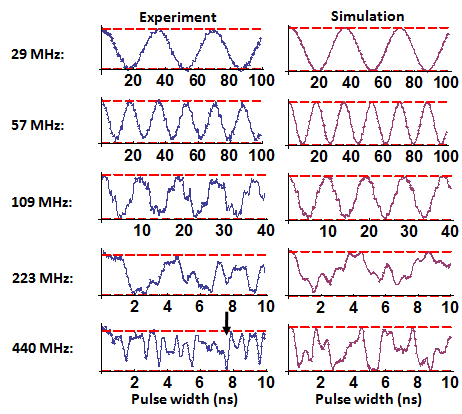 Experiment Simulation
29 MHz:
20 40 60 80 100 20 40 60 80 100
57 MHz:
20 40 60 80 100 20 40 60 80 100
109 MHz:
10 20 30 40 10 20 30 40
223 MHz:
2 4 6 8 10 2 4 6 8 10
440 MHz:
2 4 6 8 10 2 4 6 8 10
Pulse width (ns) Pulse width (ns)